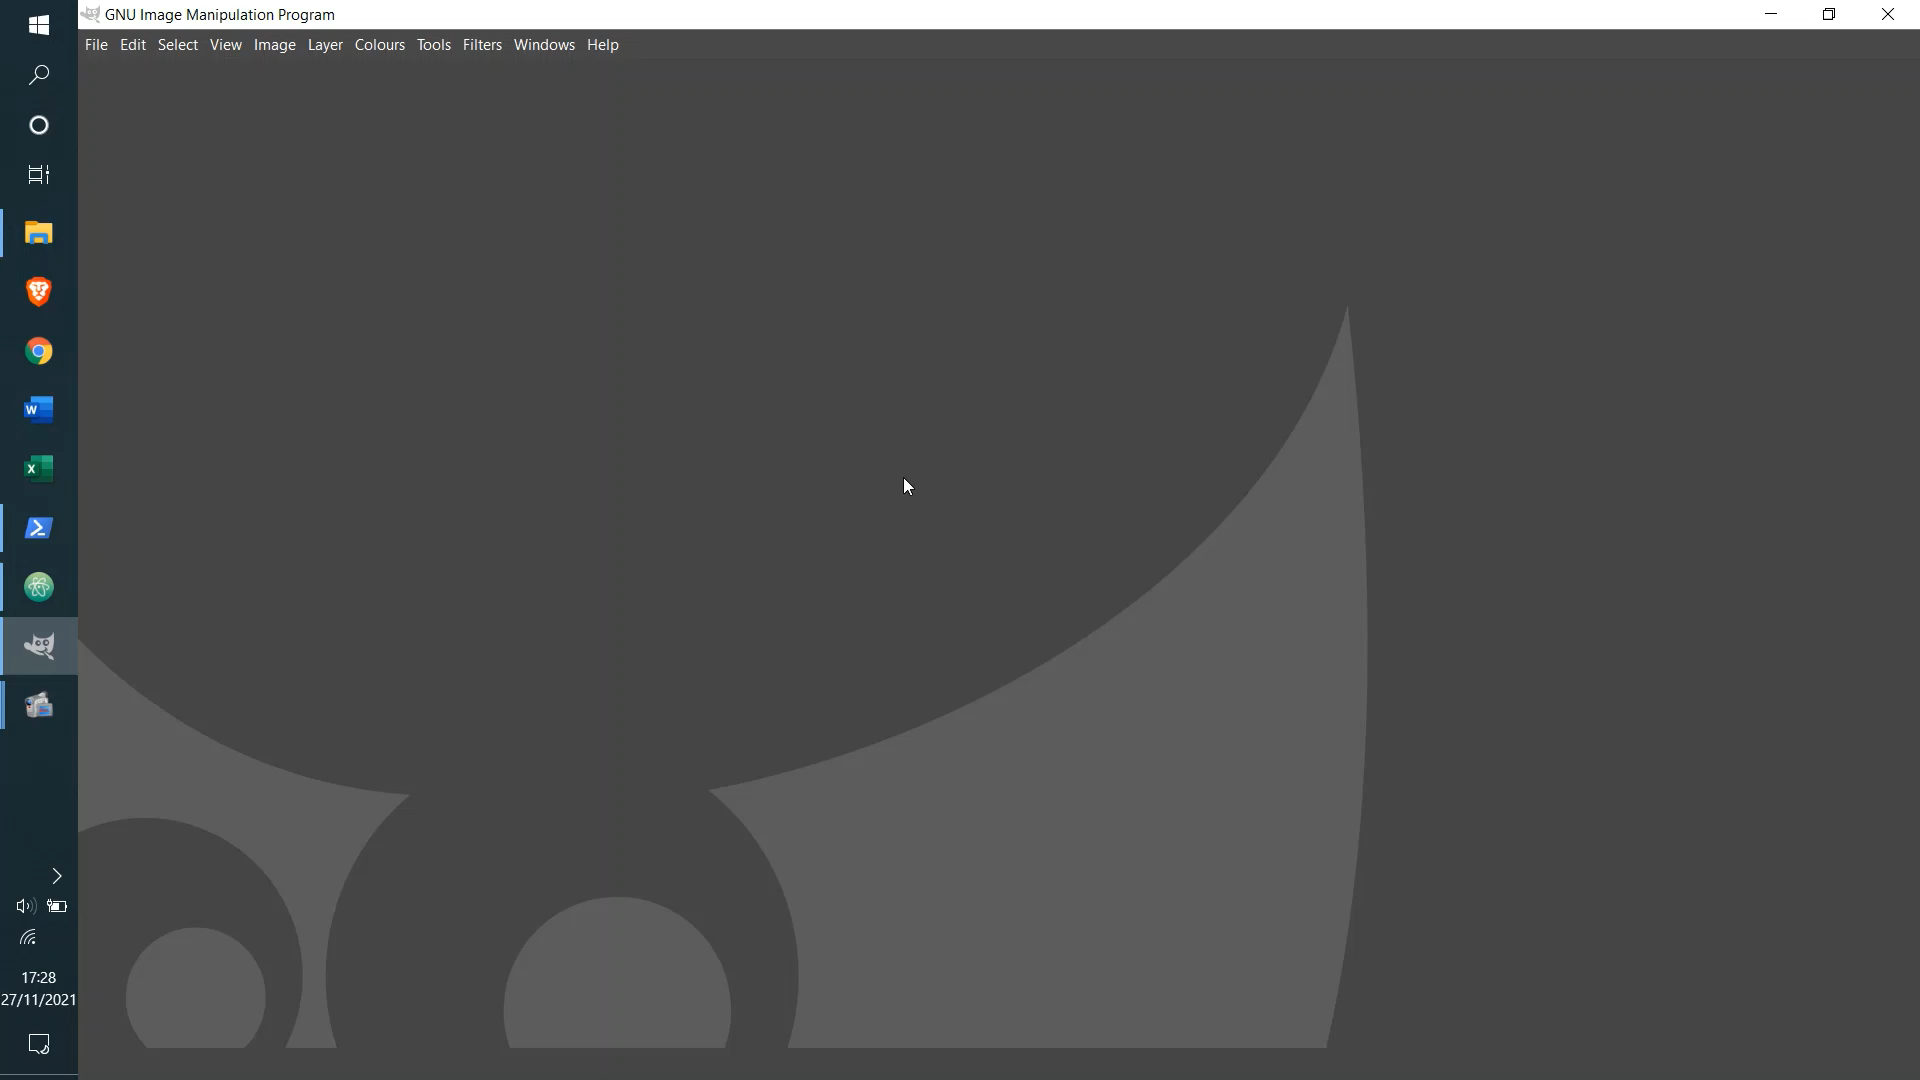 GNU Image Manipulation Program
File Edit Select View Image Layer Colours Tools Filters Windows Help
17:28
27/11/2021